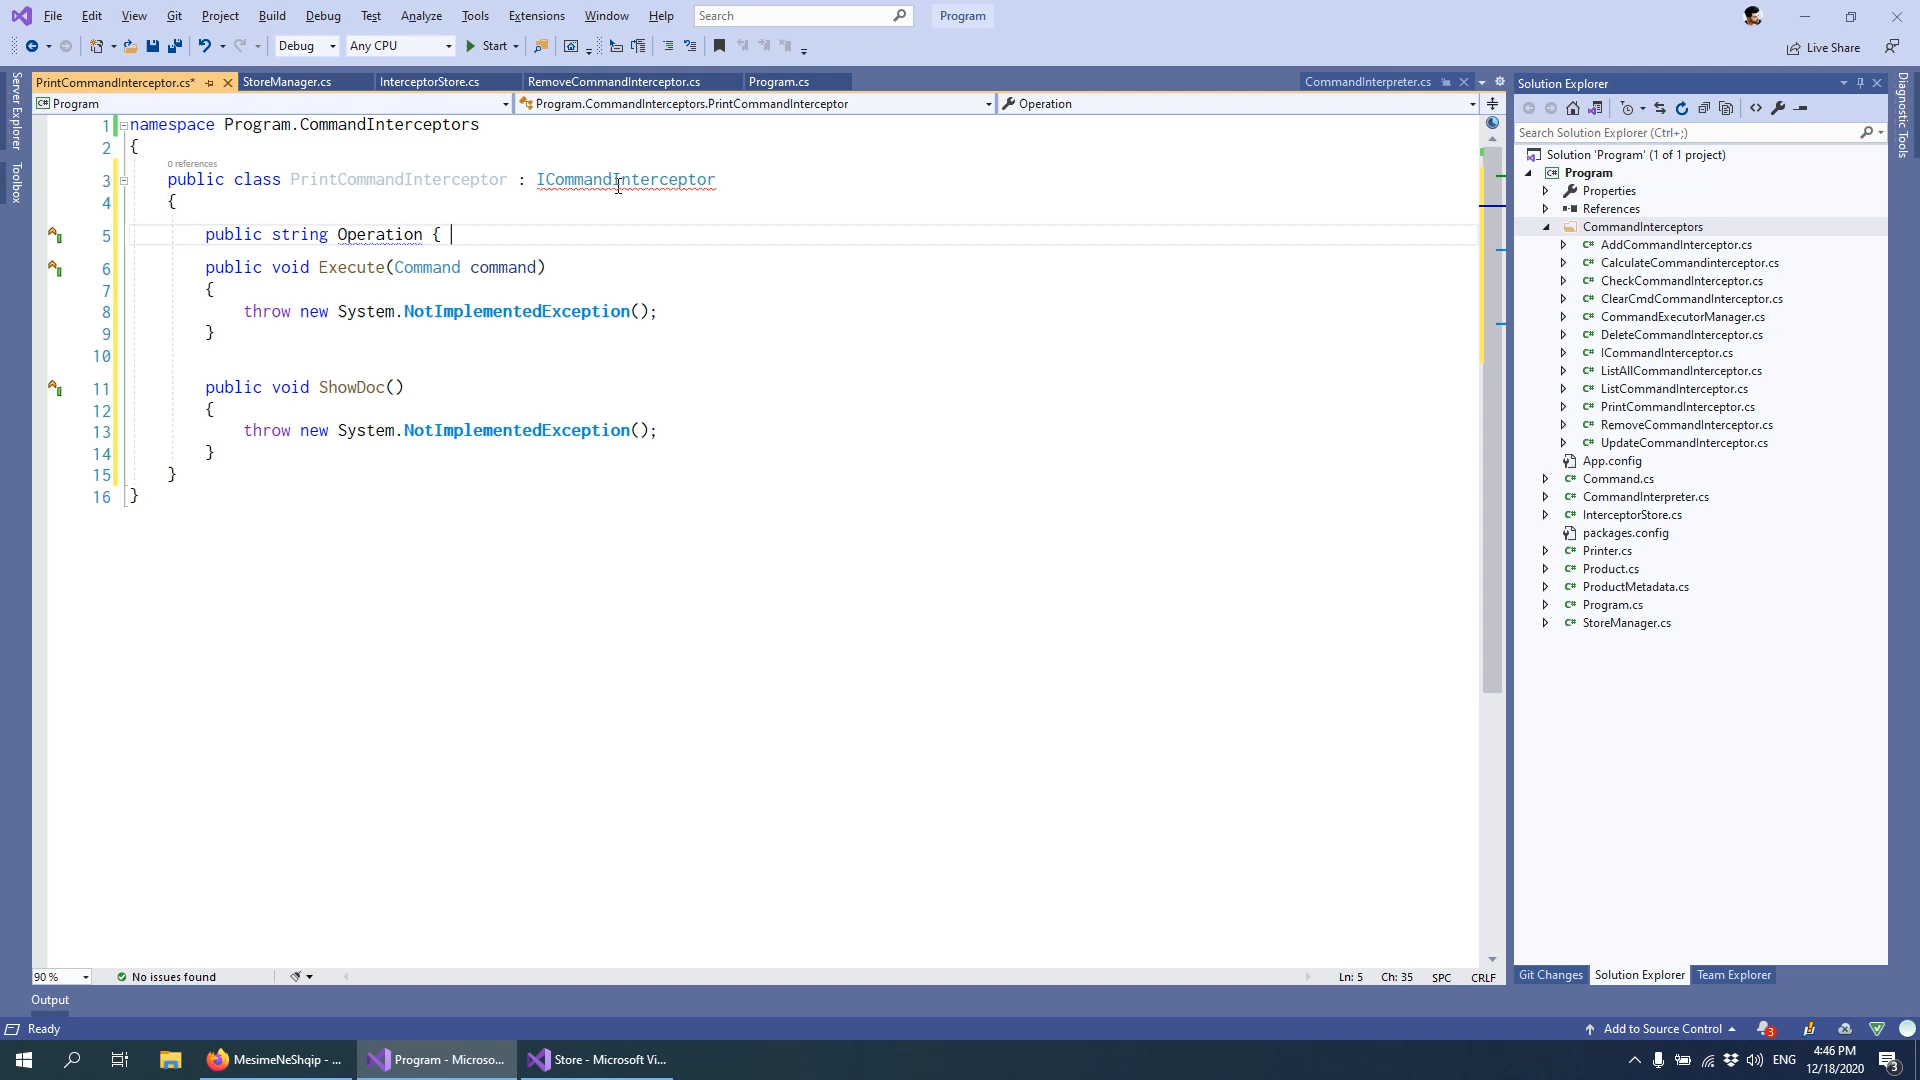 File Edit View Git Project Build Debug Test Analyze Tools Extensions Window Help Search Program
Debug Any CPU Start Live Share
PrintCommandInterceptor.cs* StoreManager.cs InterceptorStore.cs RemoveCommandInterceptor.cs Program.cs CommandInterpreter.cs
Program Program.CommandInterceptors.PrintCommandInterceptor Operation
1 namespace Program.CommandInterceptors
2 {
0 references
3 public class PrintCommandInterceptor : ICommandInterceptor
4 {
5 public string Operation {
6 public void Execute(Command command)
7 {
8 throw new System.NotImplementedException();
9 }
10
11 public void ShowDoc()
12 {
13 throw new System.NotImplementedException();
14 }
15 }
16 }
90 % No issues found Ln: 5 Ch: 35 SPC CRLF
Server Explorer
Toolbox
Solution Explorer
Search Solution Explorer (Ctrl+;)
Solution 'Program' (1 of 1 project)
C# Program
Properties
References
CommandInterceptors
C# AddCommandInterceptor.cs
C# CalculateCommandinterceptor.cs
C# CheckCommandInterceptor.cs
C# ClearCmdCommandInterceptor.cs
C# CommandExecutorManager.cs
C# DeleteCommandInterceptor.cs
C# ICommandInterceptor.cs
C# ListAllCommandInterceptor.cs
C# ListCommandInterceptor.cs
C# PrintCommandInterceptor.cs
C# RemoveCommandInterceptor.cs
C# UpdateCommandInterceptor.cs
App.config
C# Command.cs
C# CommandInterpreter.cs
C# InterceptorStore.cs
packages.config
C# Printer.cs
C# Product.cs
C# ProductMetadata.cs
C# Program.cs
C# StoreManager.cs
Git Changes Solution Explorer Team Explorer
Diagnostic Tools
Output
Ready Add to Source Control 3
MesimeNeShqip - ... Program - Microso... Store - Microsoft Vi... ENG 4:46 PM
12/18/2020 3